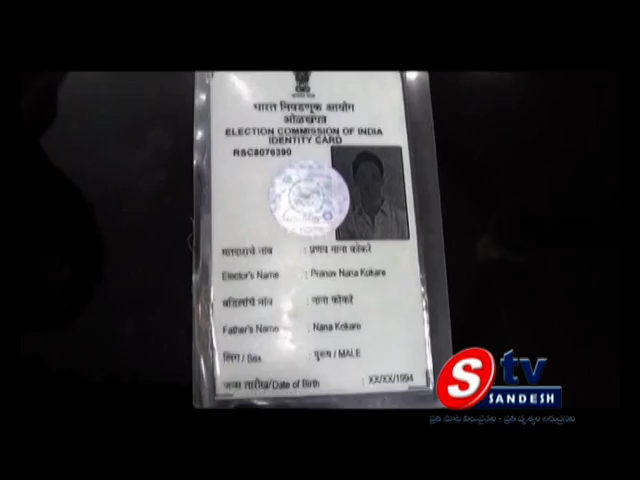 भारत निवडणूक आयोग
ओळखपत्र
ELECTION COMMISSION OF INDIA
IDENTITY CARD
RSC8076390
मतदाराचे नांव : प्रणव नाना कोकरे
Elector's Name : Pranav Nana Kokare
वडिलांचे नांव : नाना कोकरे
Father's Name : Nana Kokare
लिंग / Sex : पुरूष / MALE
जन्म तारीख/Date of Birth : XX/XX/1994
S tv
SANDESH